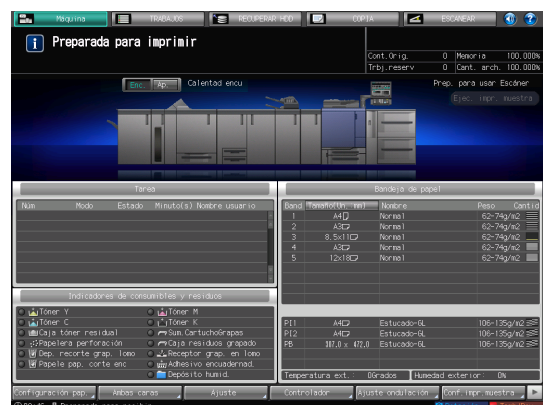 Máquina TRABAJOS RECUPERAR HDD COPIA ESCANEAR
Preparada para imprimir
Cont.Orig. 0 Memoria 100.000%
Trbj.reserv 0 Cant. arch. 100.000%
Enc. Ap. Calentad encu Prep. para usar Escáner
Ejec. impr. muestra
Tarea
Núm Modo Estado Minuto(s) Nombre usuario
Bandeja de papel
Band Tamaño(Un. mm) Nombre Peso Cantid
1 A4 Normal 62-74g/m2
2 A3 Normal 62-74g/m2
3 8.5x11 Normal 62-74g/m2
4 A3 Normal 62-74g/m2
5 12x18 Normal 62-74g/m2
PI1 A4 Estucado-GL 106-135g/m2
PI2 A4 Estucado-GL 106-135g/m2
PB 187,0 x 472,0 Estucado-GL 106-135g/m2
Temperatura ext. : 0Grados Humedad exterior: 0%
Indicadores de consumibles y residuos
Tóner Y Tóner M
Tóner C Tóner K
Caja tóner residual Sum.CartuchoGrapas
Papelera perforación Caja residuos grapado
Dep. recorte grap. lomo Receptor grap. en lomo
Papele pap. corte enc Adhesivo encuadernad.
Depósito humid.
Configuración pap. Ambas caras Ajuste Controlador Ajuste ondulación Conf.impr.muestra